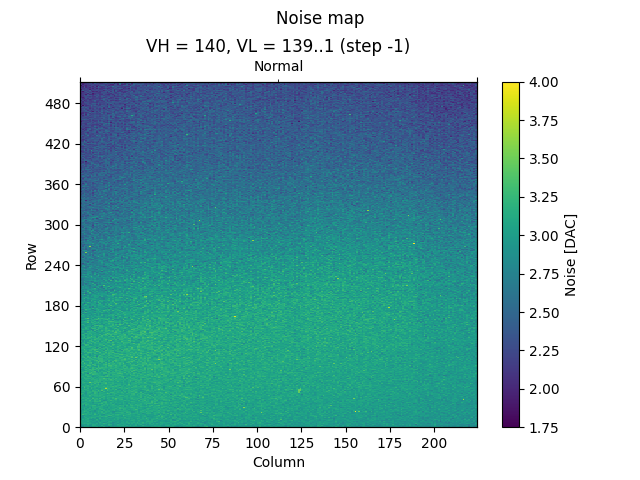 Noise map
VH = 140, VL = 139..1 (step -1)
Normal
480
420
360
300
240
180
120
60
0
Row
0 25 50 75 100 125 150 175 200
Column
4.00
3.75
3.50
3.25
3.00
2.75
2.50
2.25
2.00
1.75
Noise [DAC]